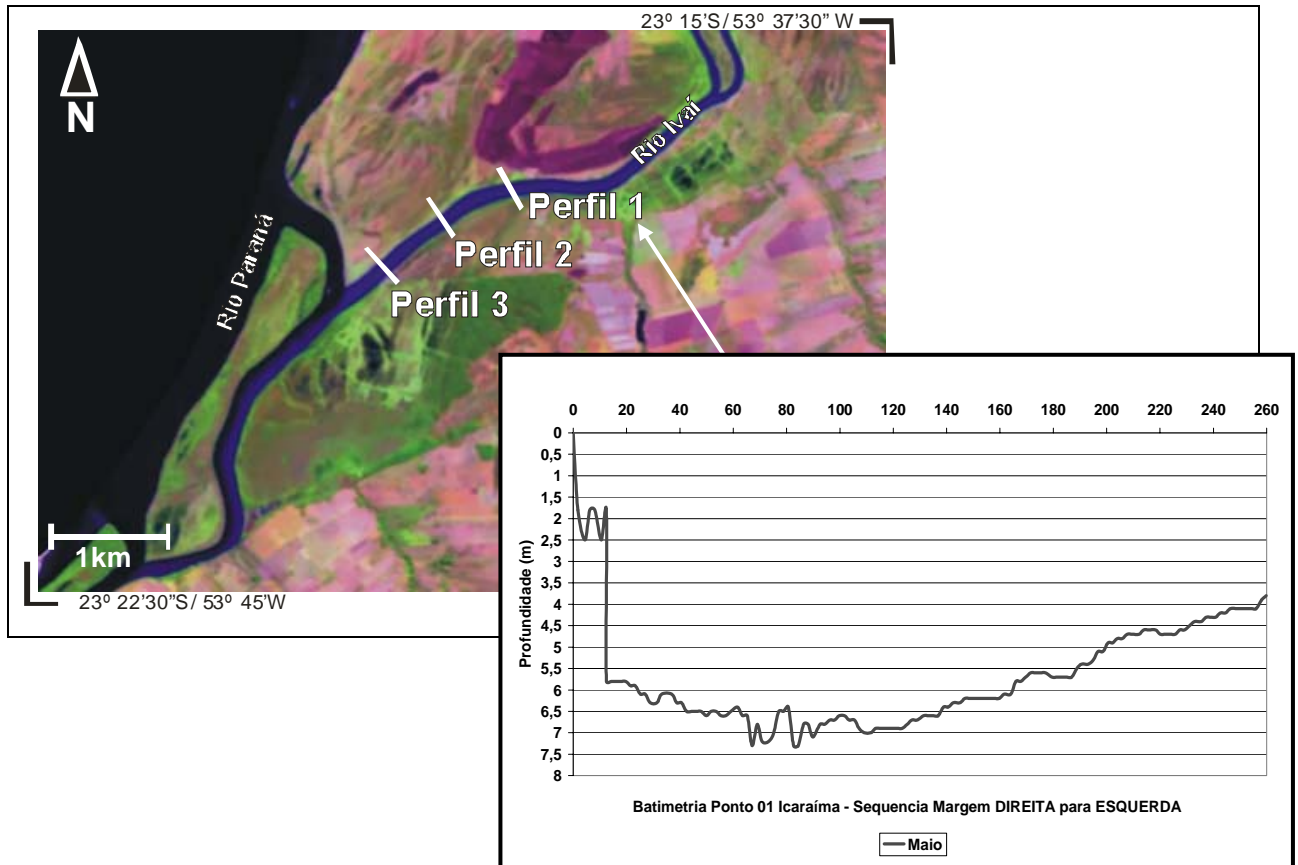 23º 15'S/ 53º 37'30" W
N
Rio Ivaí
Perfil 1
Perfil 2
Perfil 3
Rio Paraná
1km
23º 22'30"S/ 53º 45'W
0 20 40 60 80 100 120 140 160 180 200 220 240 260
0
0,5
1
1,5
2
2,5
3
3,5
4
4,5
5
5,5
6
6,5
7
7,5
8
Profundidade (m)
Batimetria Ponto 01 Icaraíma - Sequencia Margem DIREITA para ESQUERDA
Maio